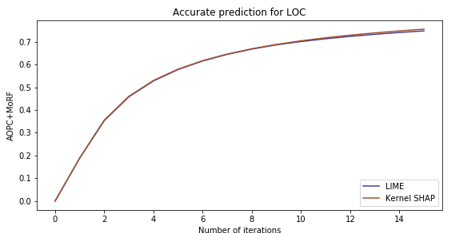 Accurate prediction for LOC
AOPC+MoRF
0.7
0.6
0.5
0.4
0.3
0.2
0.1
0.0
0 2 4 6 8 10 12 14
Number of iterations
LIME
Kernel SHAP